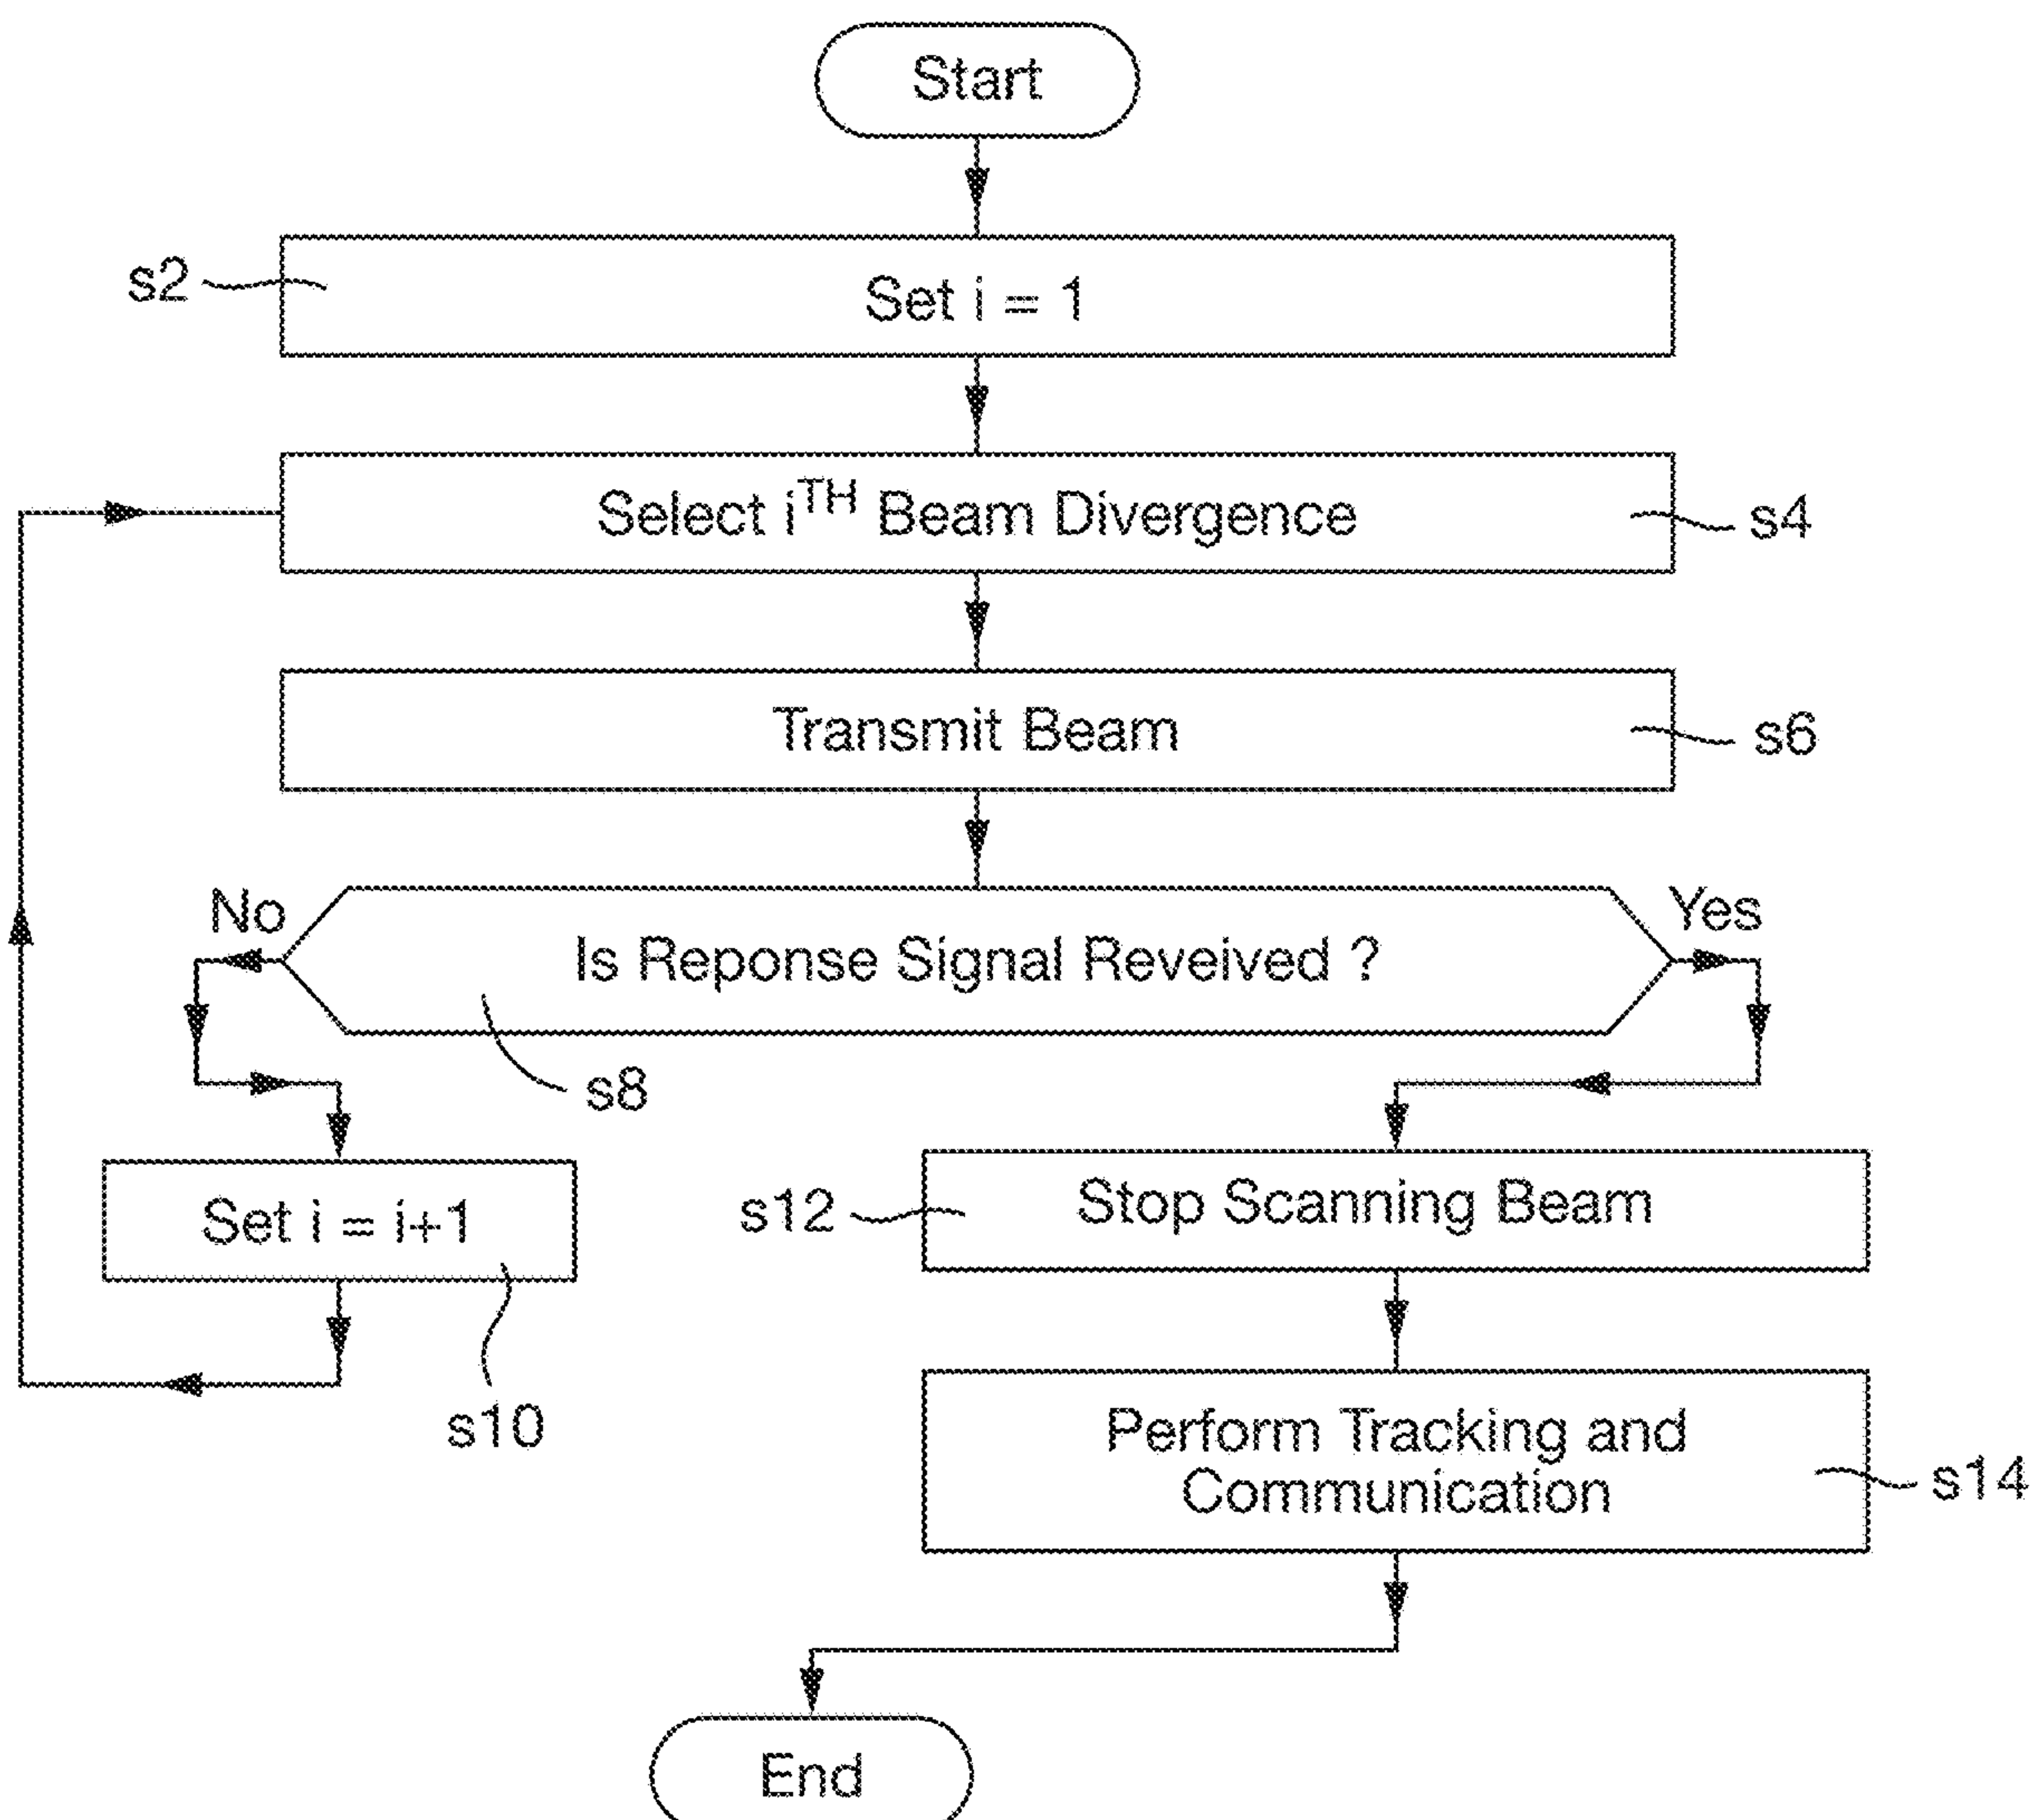 Start
s2
Set i = 1
Select iTH Beam Divergence
s4
Transmit Beam
s6
No
Yes
Is Reponse Signal Reveived ?
s8
Set i = i+1
s10
s12
Stop Scanning Beam
Perform Tracking and
Communication
s14
End